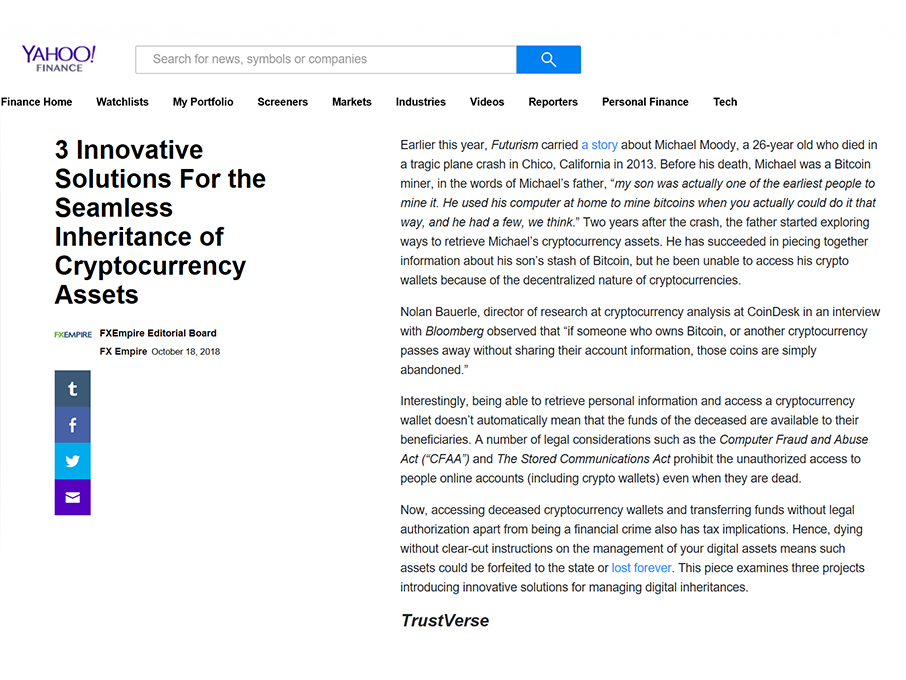 YAHOO!
FINANCE
Search for news, symbols or companies
Finance Home Watchlists My Portfolio Screeners Markets Industries Videos Reporters Personal Finance Tech
3 Innovative
Solutions For the
Seamless
Inheritance of
Cryptocurrency
Assets
FXEMPIRE FXEmpire Editorial Board
FX Empire October 18, 2018
t
f
Earlier this year, Futurism carried a story about Michael Moody, a 26-year old who died in
a tragic plane crash in Chico, California in 2013. Before his death, Michael was a Bitcoin
miner, in the words of Michael's father, “my son was actually one of the earliest people to
mine it. He used his computer at home to mine bitcoins when you actually could do it that
way, and he had a few, we think.” Two years after the crash, the father started exploring
ways to retrieve Michael's cryptocurrency assets. He has succeeded in piecing together
information about his son's stash of Bitcoin, but he been unable to access his crypto
wallets because of the decentralized nature of cryptocurrencies.
Nolan Bauerle, director of research at cryptocurrency analysis at CoinDesk in an interview
with Bloomberg observed that “if someone who owns Bitcoin, or another cryptocurrency
passes away without sharing their account information, those coins are simply
abandoned.”
Interestingly, being able to retrieve personal information and access a cryptocurrency
wallet doesn't automatically mean that the funds of the deceased are available to their
beneficiaries. A number of legal considerations such as the Computer Fraud and Abuse
Act (“CFAA”) and The Stored Communications Act prohibit the unauthorized access to
people online accounts (including crypto wallets) even when they are dead.
Now, accessing deceased cryptocurrency wallets and transferring funds without legal
authorization apart from being a financial crime also has tax implications. Hence, dying
without clear-cut instructions on the management of your digital assets means such
assets could be forfeited to the state or lost forever. This piece examines three projects
introducing innovative solutions for managing digital inheritances.
TrustVerse